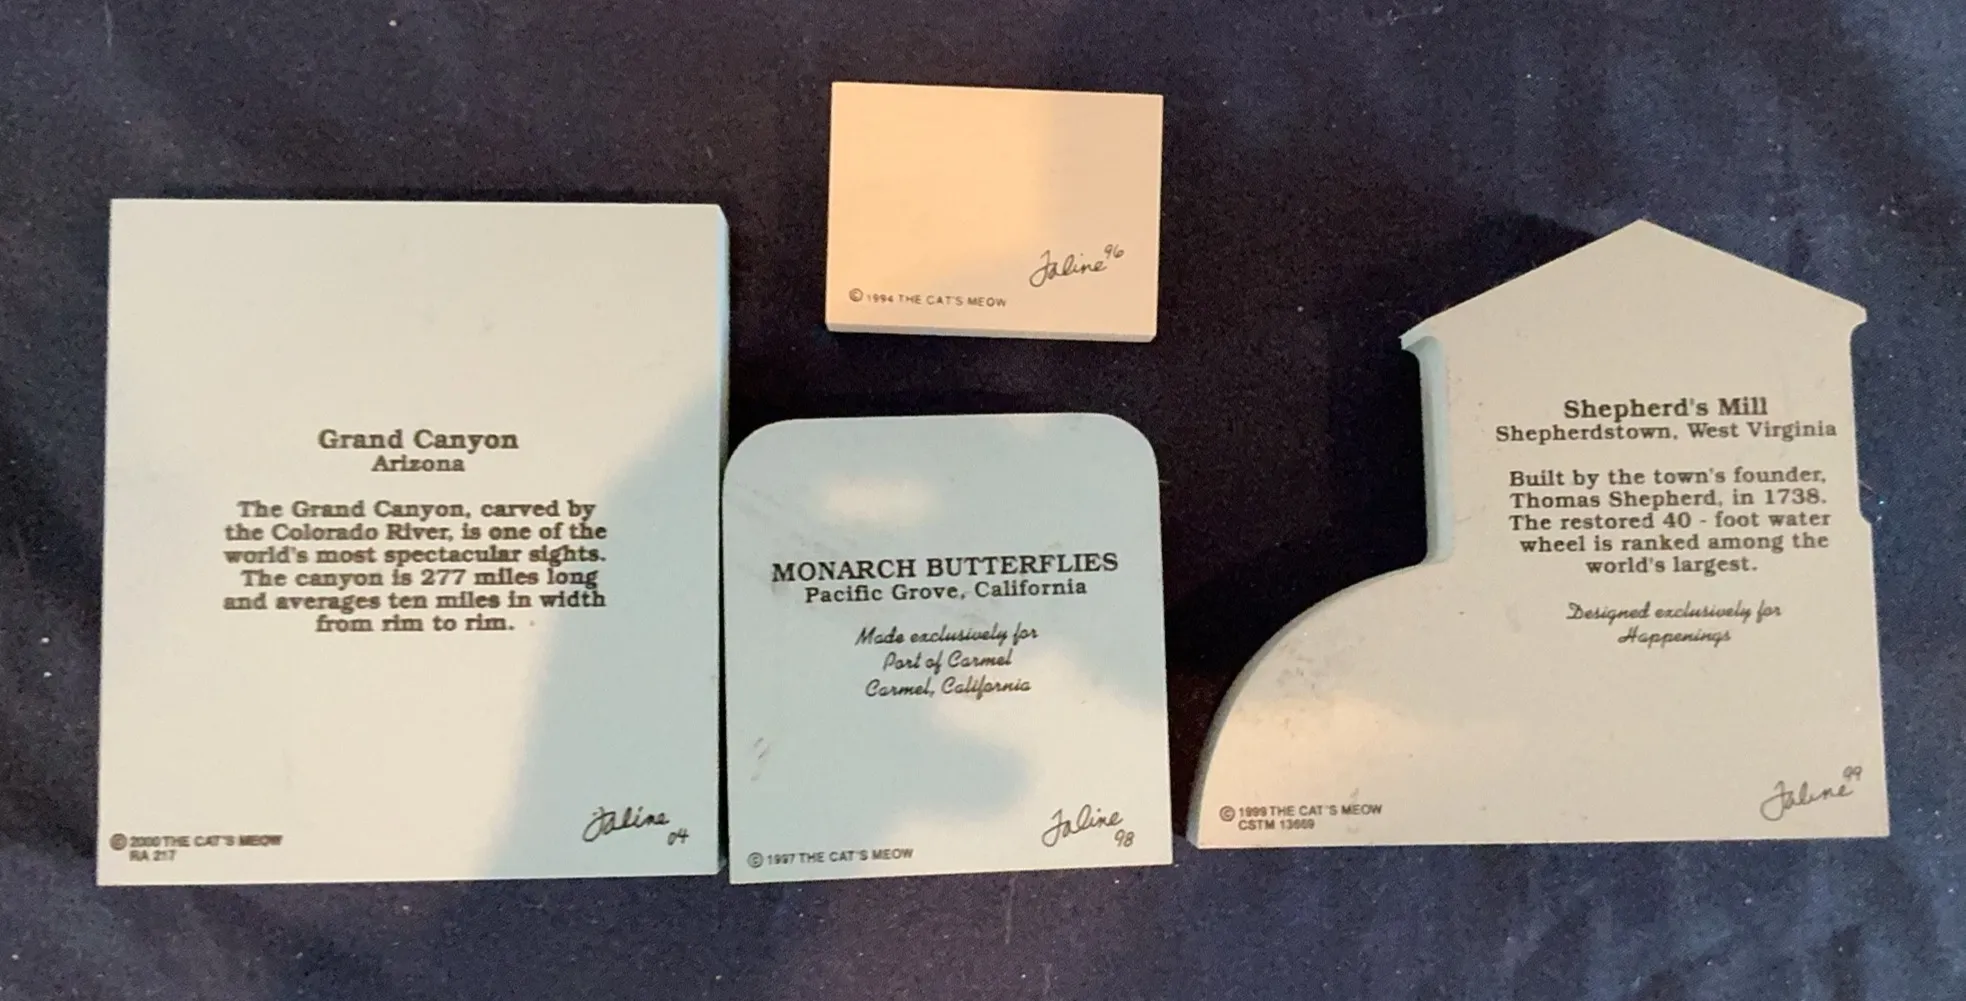 Grand Canyon
Arizona
The Grand Canyon, carved by
the Colorado River, is one of the
world's most spectacular sights.
The canyon is 277 miles long
and averages ten miles in width
from rim to rim.
Faline
04
© 2000 THE CAT'S MEOW
RA 217
Faline 96
© 1994 THE CAT'S MEOW
MONARCH BUTTERFLIES
Pacific Grove, California
Made exclusively for
Port of Carmel
Carmel, California
Faline
98
© 1997 THE CAT'S MEOW
Shepherd's Mill
Shepherdstown, West Virginia
Built by the town's founder,
Thomas Shepherd, in 1738.
The restored 40 - foot water
wheel is ranked among the
world's largest.
Designed exclusively for
Happenings
Faline 99
© 1999 THE CAT'S MEOW
CSTM 13669